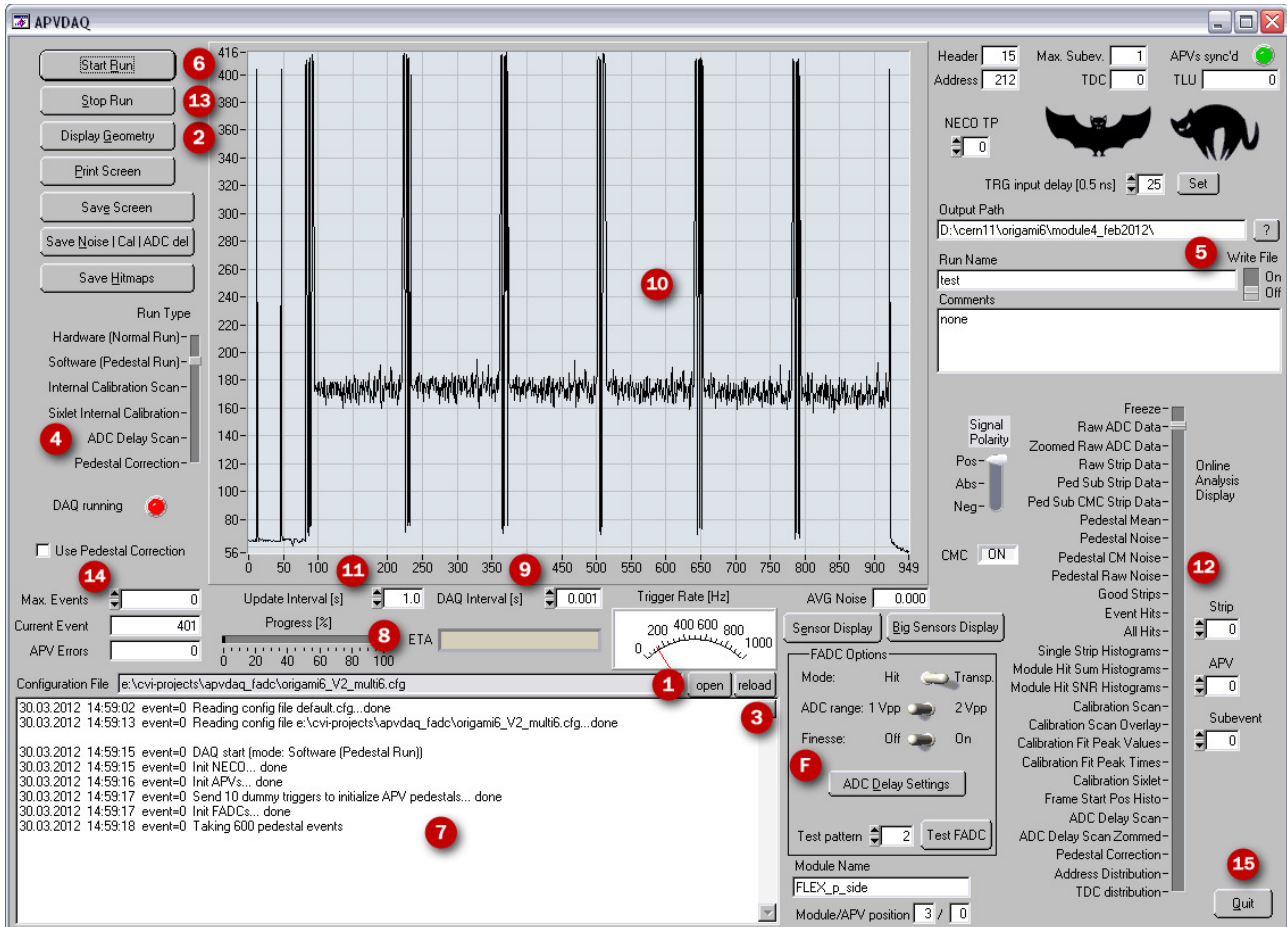 APVDAQ
Start Run
6
Stop Run
13
Display Geometry
2
Print Screen
Save Screen
Save Noise | Cal | ADC del
Save Hitmaps
Run Type
Hardware (Normal Run)
Software (Pedestal Run)
Internal Calibration Scan
Sixlet Internal Calibration
4
ADC Delay Scan
Pedestal Correction
DAQ running
Use Pedestal Correction
14
Max. Events 0
Current Event 401
APV Errors 0
416
400
380
360
340
320
300
280
260
240
220
200
180
160
140
120
100
80
56
10
0 50 100 150 200 250 300 350 400 450 500 550 600 650 700 750 800 850 900 949
11
9
Update Interval [s] 1.0 DAQ Interval [s] 0.001
Progress [%]
8
0 20 40 60 80 100
ETA
Trigger Rate [Hz]
0 200 400 600 800 1000
AVG Noise 0.000
Configuration File e:\cvi-projects\apvdaq_fadc\origami6_V2_multi6.cfg
1
open reload
3
30.03.2012 14:59:02 event=0 Reading config file default.cfg...done
30.03.2012 14:59:13 event=0 Reading config file e:\cvi-projects\apvdaq_fadc\origami6_V2_multi6.cfg...done
30.03.2012 14:59:15 event=0 DAQ start (mode: Software (Pedestal Run))
30.03.2012 14:59:15 event=0 Init NECO... done
30.03.2012 14:59:16 event=0 Init APVs... done
30.03.2012 14:59:17 event=0 Send 10 dummy triggers to initialize APV pedestals... done
30.03.2012 14:59:17 event=0 Init FADCs... done
30.03.2012 14:59:18 event=0 Taking 600 pedestal events
7
Header 15 Max. Subev. 1 APVs sync'd
Address 212 TDC 0 TLU 0
NECO TP
0
TRG input delay [0.5 ns] 25 Set
Output Path
D:\cern11\origami6\module4_feb2012\ ?
5
Run Name
Write File
test
On
Off
Comments
none
Signal
Polarity
Pos
Abs
Neg
CMC ON
Freeze
Raw ADC Data
Zoomed Raw ADC Data
Raw Strip Data
Ped Sub Strip Data
Ped Sub CMC Strip Data
Pedestal Mean
Pedestal Noise
Pedestal CM Noise
Pedestal Raw Noise
Good Strips
Event Hits
All Hits
Single Strip Histograms
Module Hit Sum Histograms
Module Hit SNR Histograms
Calibration Scan
Calibration Scan Overlay
Calibration Fit Peak Values
Calibration Fit Peak Times
Calibration Sixlet
Frame Start Pos Histo
ADC Delay Scan
ADC Delay Scan Zommed
Pedestal Correction
Address Distribution
TDC distribution
Online
Analysis
Display
12
Strip
0
APV
0
Subevent
0
Sensor Display Big Sensors Display
FADC Options
Mode: Hit Transp.
ADC range: 1 Vpp 2 Vpp
Finesse: Off On
F
ADC Delay Settings
Test pattern 2 Test FADC
Module Name
FLEX_p_side
Module/APV position 3 / 0
15
Quit